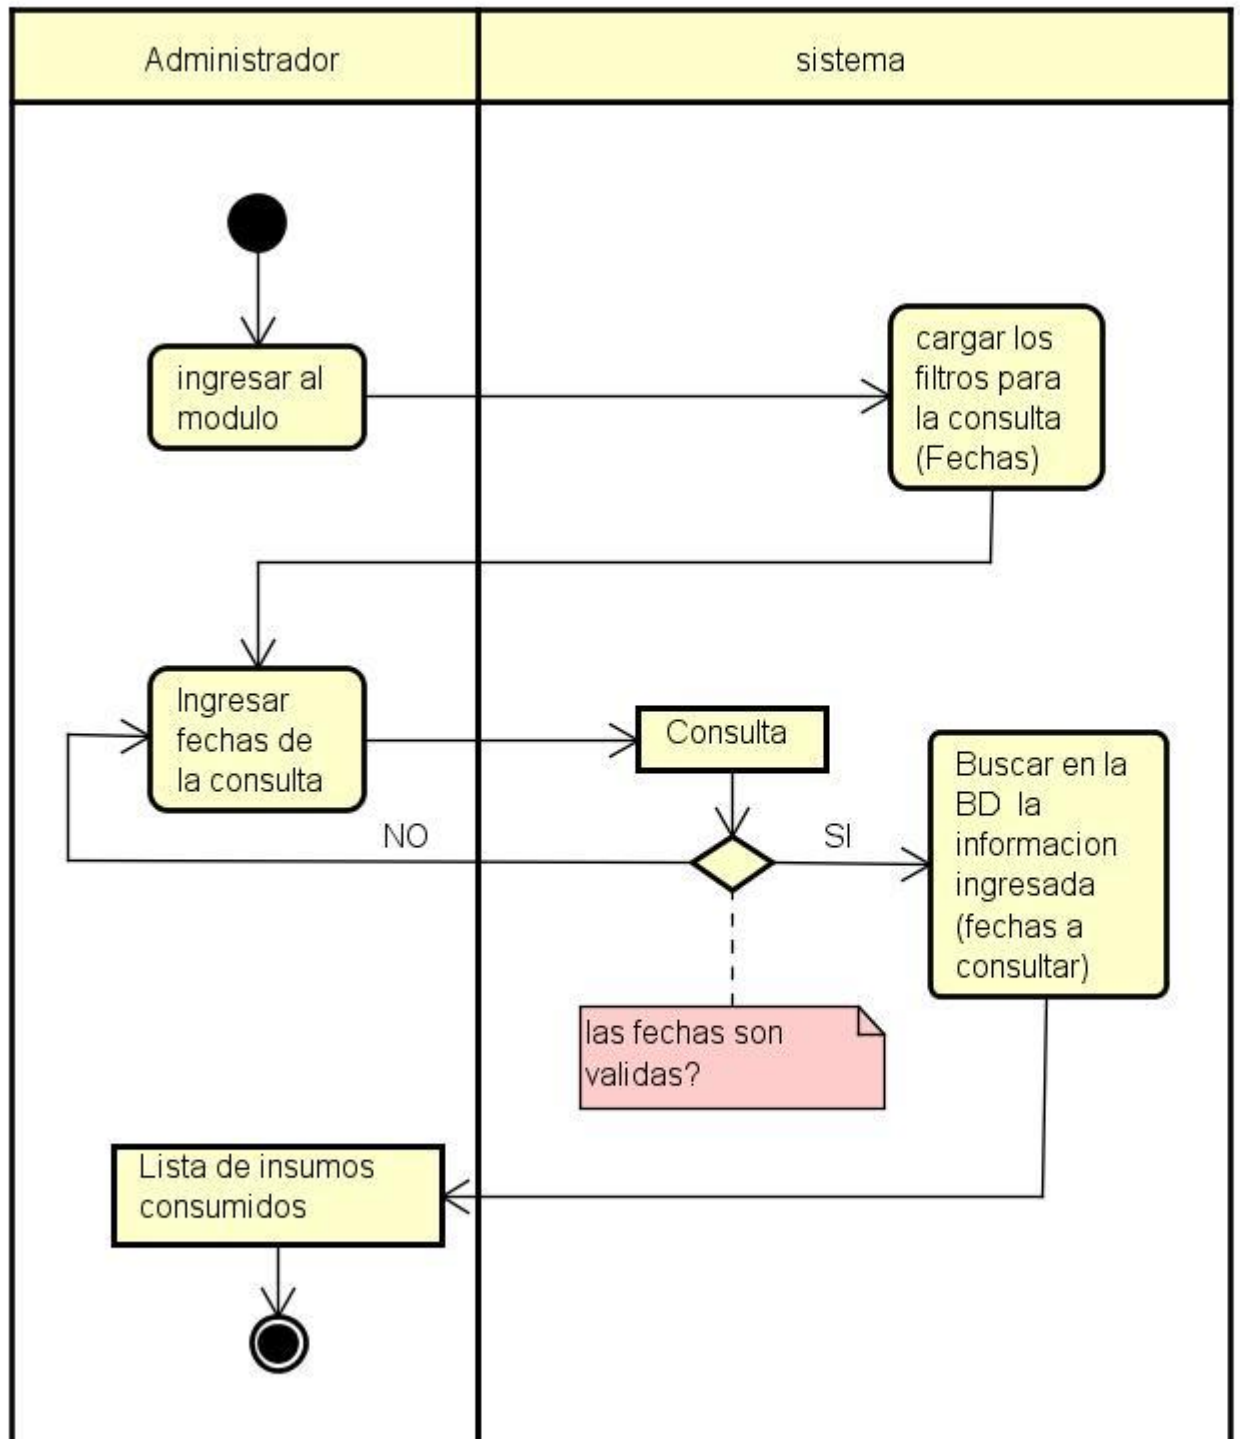 Administrador
sistema
ingresar al
modulo
cargar los
filtros para
la consulta
(Fechas)
Ingresar
fechas de
la consulta
Consulta
Buscar en la
BD  la
informacion
ingresada
(fechas a
consultar)
NO
SI
las fechas son
validas?
Lista de insumos
consumidos